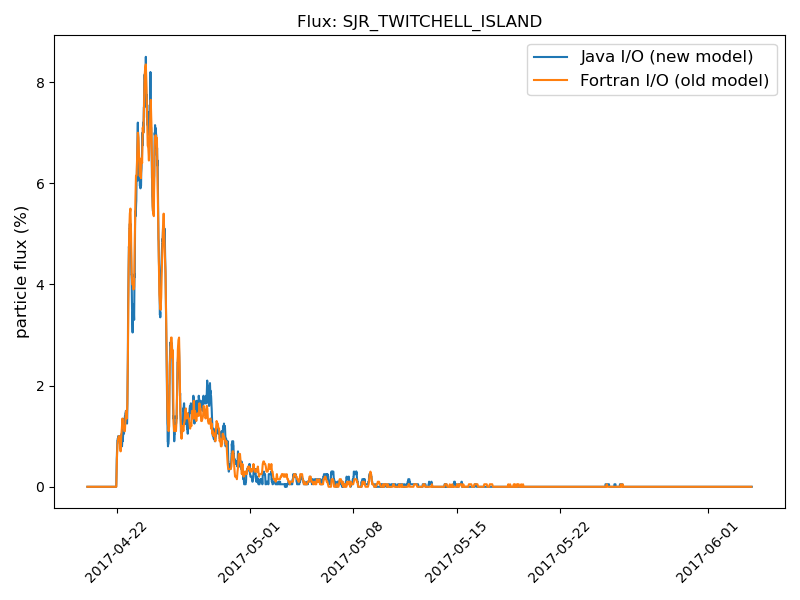 Flux: SJR_TWITCHELL_ISLAND
Java I/O (new model)
Fortran I/O (old model)
particle flux (%)
8
6
4
2
0
2017-04-22
2017-05-01
2017-05-08
2017-05-15
2017-05-22
2017-06-01